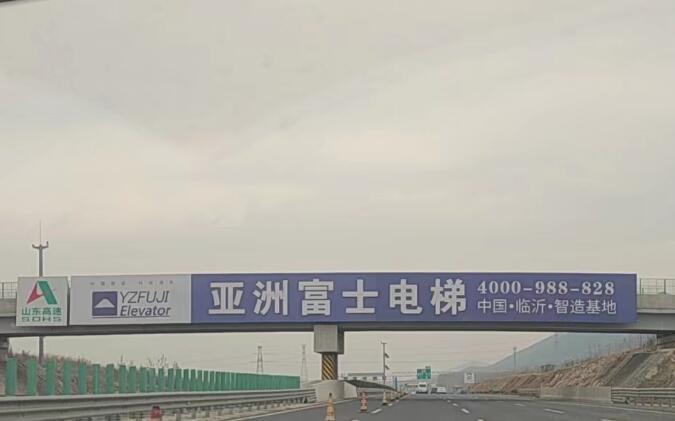 山东高速
SDHS
YZFUJI
Elevator
亚洲富士电梯
4000-988-828
中国·临沂·智造基地